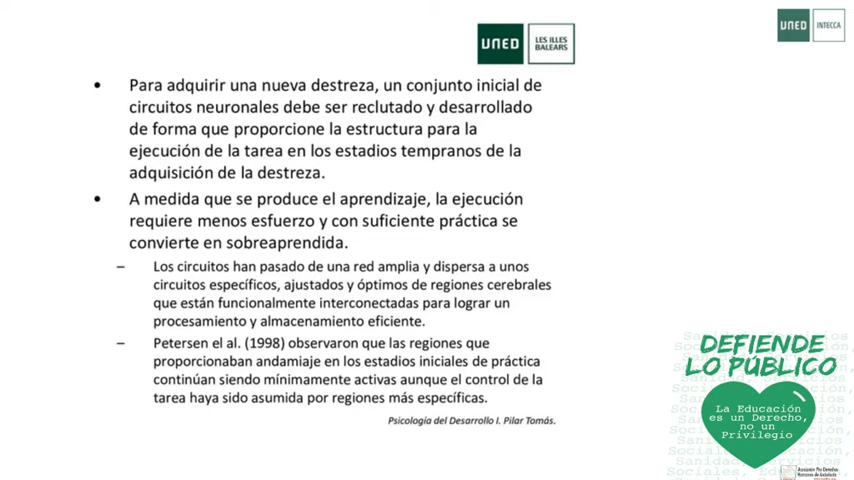 UNED
LES ILLES
BALEARS
UNED
INTECCA
• Para adquirir una nueva destreza, un conjunto inicial de
circuitos neuronales debe ser reclutado y desarrollado
de forma que proporcione la estructura para la
ejecución de la tarea en los estadios tempranos de la
adquisición de la destreza.
• A medida que se produce el aprendizaje, la ejecución
requiere menos esfuerzo y con suficiente práctica se
convierte en sobreaprendida.
– Los circuitos han pasado de una red amplia y dispersa a unos
circuitos específicos, ajustados y óptimos de regiones cerebrales
que están funcionalmente interconectadas para lograr un
procesamiento y almacenamiento eficiente.
– Petersen el al. (1998) observaron que las regiones que
proporcionaban andamiaje en los estadios iniciales de práctica
continúan siendo mínimamente activas aunque el control de la
tarea haya sido asumida por regiones más específicas.
Psicología del Desarrollo I. Pilar Tomás.
DEFIENDE
LO PÚBLICO
La Educación
es un Derecho,
no un
Privilegio